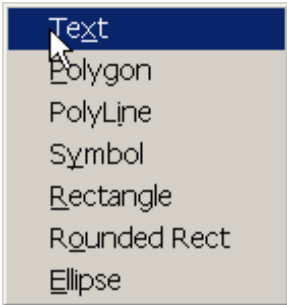 Text
Polygon
PolyLine
Symbol
Rectangle
Rounded Rect
Ellipse